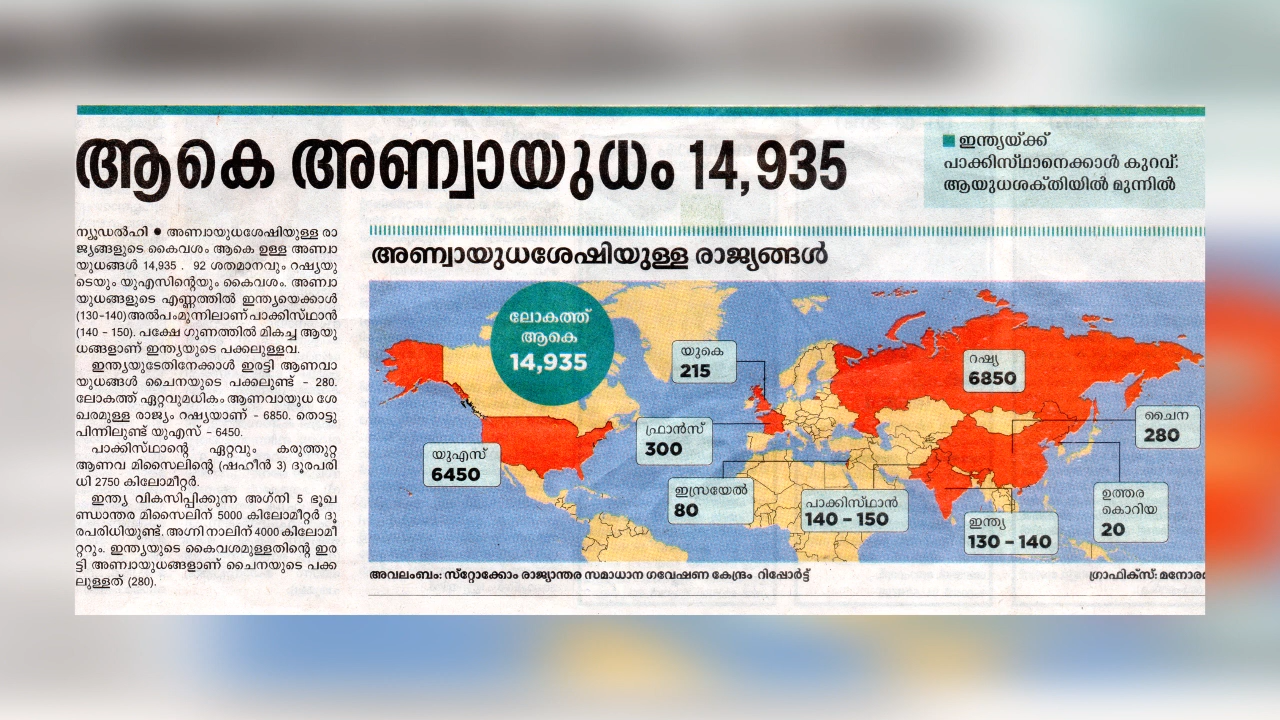 ആകെ അണ്വായുധം 14,935
■ ഇന്ത്യയ്ക്ക്
പാക്കിസ്ഥാനെക്കാൾ കുറവ്:
ആയുധശക്തിയിൽ മുന്നിൽ
ന്യൂഡൽഹി ● അണ്വായുധശേഷിയുള്ള രാ
ജ്യങ്ങളുടെ കൈവശം ആകെ ഉള്ള അണ്വാ
യുധങ്ങൾ 14,935 . 92 ശതമാനവും റഷ്യയു
ടെയും യുഎസിന്റെയും കൈവശം. അണ്വാ
യുധങ്ങളുടെ എണ്ണത്തിൽ ഇന്ത്യയെക്കാൾ
(130-140) അൽപംമുന്നിലാണ് പാക്കിസ്ഥാൻ
(140 - 150). പക്ഷേ ഗുണത്തിൽ മികച്ച ആയു
ധങ്ങളാണ് ഇന്ത്യയുടെ പക്കലുള്ളവ.
ഇന്ത്യയുടേതിനേക്കാൾ ഇരട്ടി ആണവാ
യുധങ്ങൾ ചൈനയുടെ പക്കലുണ്ട് - 280.
ലോകത്ത് ഏറ്റവുമധികം ആണവായുധ ശേ
ഖരമുള്ള രാജ്യം റഷ്യയാണ് - 6850. തൊട്ടു
പിന്നിലുണ്ട് യുഎസ് - 6450.
പാക്കിസ്ഥാന്റെ ഏറ്റവും കരുത്തുറ്റ
ആണവ മിസൈലിന്റെ (ഷഹീൻ 3) ദൂരപരി
ധി 2750 കിലോമീറ്റർ.
ഇന്ത്യ വികസിപ്പിക്കുന്ന അഗ്നി 5 ഭൂഖ
ണ്ഡാന്തര മിസൈലിന് 5000 കിലോമീറ്റർ ദൂ
രപരിധിയുണ്ട്. അഗ്നി നാലിന് 4000 കിലോമീ
റ്ററും. ഇന്ത്യയുടെ കൈവശമുള്ളതിന്റെ ഇര
ട്ടി അണ്വായുധങ്ങളാണ് ചൈനയുടെ പക്ക
ലുള്ളത് (280).
അണ്വായുധശേഷിയുള്ള രാജ്യങ്ങൾ
ലോകത്ത്
ആകെ
14,935
യുകെ
215
റഷ്യ
6850
ഫ്രാൻസ്
300
ചൈന
280
യുഎസ്
6450
ഇസ്രയേൽ
80
പാക്കിസ്ഥാൻ
140 – 150
ഇന്ത്യ
130 – 140
ഉത്തര
കൊറിയ
20
അവലംബം: സ്റ്റോക്കോം രാജ്യാന്തര സമാധാന ഗവേഷണ കേന്ദ്രം റിപ്പോർട്ട്
ഗ്രാഫിക്സ്: മനോര